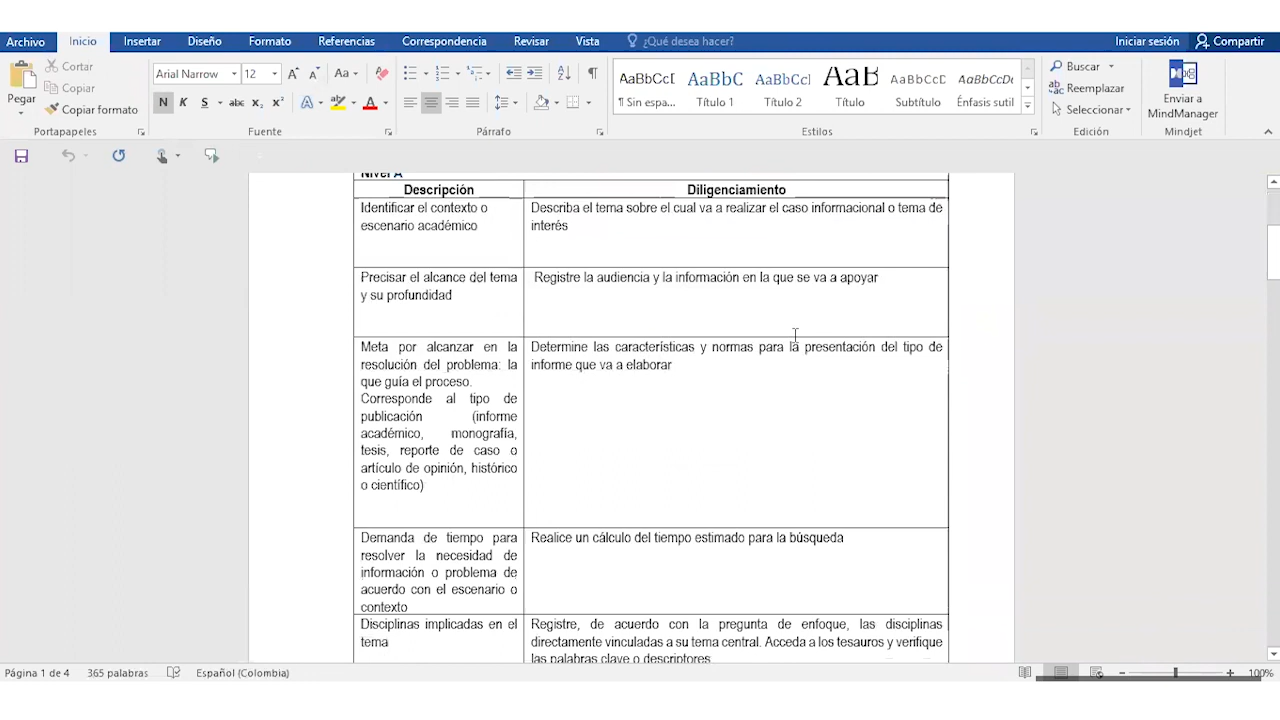 Archivo Inicio Insertar Diseño Formato Referencias Correspondencia Revisar Vista ¿Qué desea hacer? Iniciar sesión Compartir
Pegar
Cortar
Copiar
Copiar formato
Portapapeles
Arial Narrow 12
Fuente
Párrafo
AaBbCcI AaBbC AaBbCcI AaB AaBbCcD AaBbCcDc
¶ Sin espa... Título 1 Título 2 Título Subtítulo Énfasis sutil
Estilos
Buscar
Reemplazar
Seleccionar
Edición
Enviar a
MindManager
Mindjet
Nivel A
Descripción Diligenciamiento
Identificar el contexto o
escenario académico
Describa el tema sobre el cual va a realizar el caso informacional o tema de
interés
Precisar el alcance del tema
y su profundidad
Registre la audiencia y la información en la que se va a apoyar
Meta por alcanzar en la
resolución del problema: la
que guía el proceso.
Corresponde al tipo de
publicación (informe
académico, monografía,
tesis, reporte de caso o
artículo de opinión, histórico
o científico)
Determine las características y normas para la presentación del tipo de
informe que va a elaborar
Demanda de tiempo para
resolver la necesidad de
información o problema de
acuerdo con el escenario o
contexto
Realice un cálculo del tiempo estimado para la búsqueda
Disciplinas implicadas en el
tema
Registre, de acuerdo con la pregunta de enfoque, las disciplinas
directamente vinculadas a su tema central. Acceda a los tesauros y verifique
las palabras clave o descriptores
Página 1 de 4 365 palabras Español (Colombia) 100%